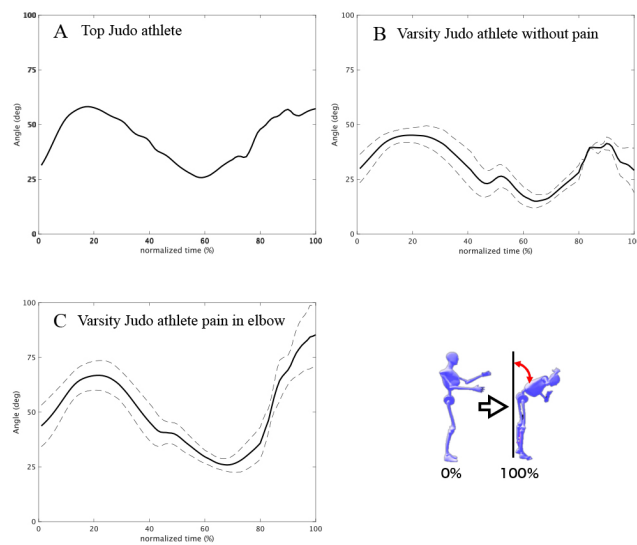 A Top Judo athlete
100
75
50
25
0
Angle (deg)
0 20 40 60 80 100
normalized time (%)
B Varsity Judo athlete without pain
100
75
50
25
0
Angle (deg)
0 20 40 60 80 100
normalized time (%)
C Varsity Judo athlete pain in elbow
100
75
50
25
0
Angle (deg)
0 20 40 60 80 100
normalized time (%)
0% 100%